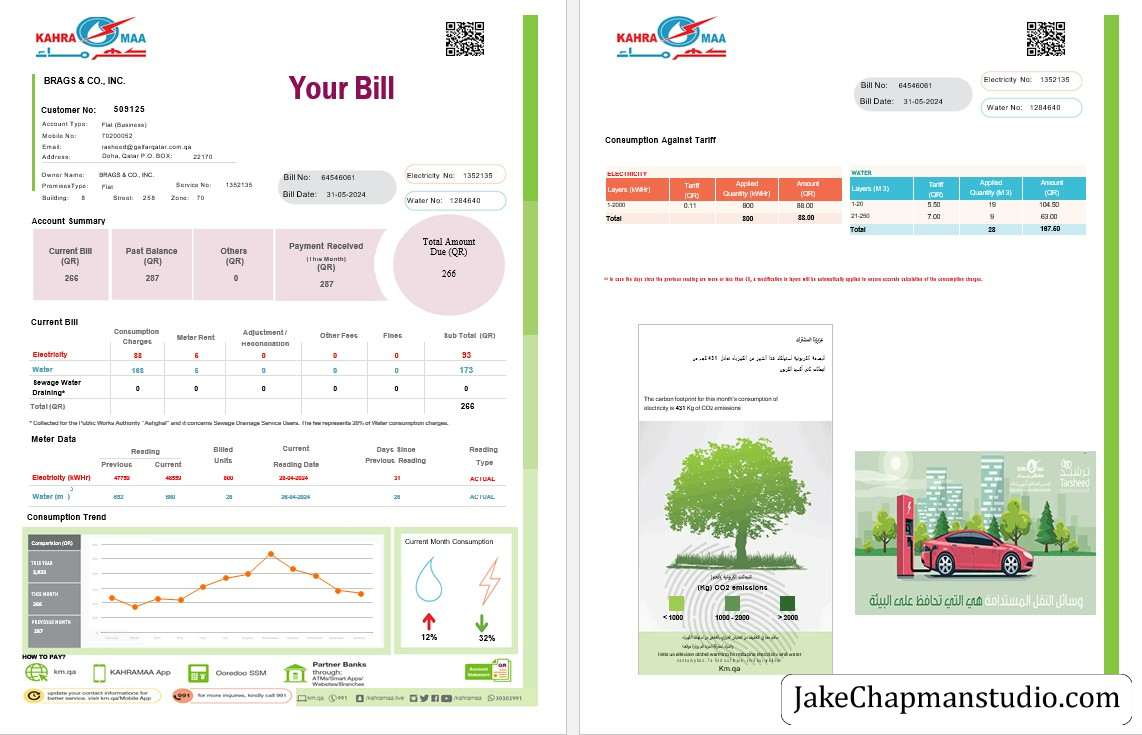 KAHRA MAA
كهرماء
BRAGS & CO., INC.
Your Bill
Customer No: 509125
Account Type: Flat (Business)
Mobile No: 70200052
Email: rasheed@galfarqatar.com.qa
Address: Doha, Qatar P.O. BOX: 22170
Owner Name: BRAGS & CO., INC.
PremisesType: Flat Service No: 1352135
Building: 8 Street: 258 Zone: 70
Bill No: 64546061
Bill Date: 31-05-2024
Electricity No: 1352135
Water No: 1284640
Account Summary
Current Bill (QR) 266
Past Balance (QR) 287
Others (QR) 0
Payment Received (This Month) (QR) 287
Total Amount Due (QR) 266
Current Bill
Consumption Charges Meter Rent Adjustment / Reconciliation Other Fees Fines Sub Total (QR)
Electricity 88 5 0 0 0 93
Water 168 5 0 0 0 173
Sewage Water Draining* 0 0 0 0 0 0
Total (QR) 266
* Collected for the Public Works Authority "Ashghal" and it concerns Sewage Drainage Service Users. The fee represents 20% of Water consumption charges.
Meter Data
Reading Billed Units Current Reading Date Days Since Previous Reading Reading Type
Previous Current
Electricity (kWHr) 47759 48559 800 28-04-2024 31 ACTUAL
Water (m3) 652 680 28 28-04-2024 28 ACTUAL
Consumption Trend
Comparision (QR)
THIS YEAR
THIS MONTH
266
PREVIOUS MONTH
287
Current Month Consumption
12% 32%
HOW TO PAY?
km.qa
KAHRAMAA App
Ooredoo SSM
Partner Banks
through:
ATMs/Smart Apps/
Websites/Branches
Account Statement
update your contact informations for
better service. visit km.qa/Mobile App
991 for more inquires, kindly call 991
km.qa 991 /kahramaa.live /kahramaa 30303991
KAHRA MAA
كهرماء
Bill No: 64546061
Bill Date: 31-05-2024
Electricity No: 1352135
Water No: 1284640
Consumption Against Tariff
ELECTRICITY
Layers (kWHr) Tariff (QR) Applied Quantity (kWHr) Amount (QR)
1-2000 0.11 800 88.00
Total 800 88.00
WATER
Layers (M 3) Tariff (QR) Applied Quantity (M 3) Amount (QR)
1-20 5.50 19 104.50
21-250 7.00 9 63.00
Total 28 167.50
** In case the days since the previous reading are more or less than 30, a modification in layers will be automatically applied to ensure accurate calculation of the consumption charges.
عزيزنا المشترك
The carbon footprint for this month's consumption of
electricity is 431 Kg of CO2 emissions
(Kg) CO2 emissions
< 1000 1000 - 2000 > 2000
Km.qa
ترشيد
Tarsheed
وسائل النقل المستدامة هي التي تحافظ على البيئة
JakeChapmanstudio.com